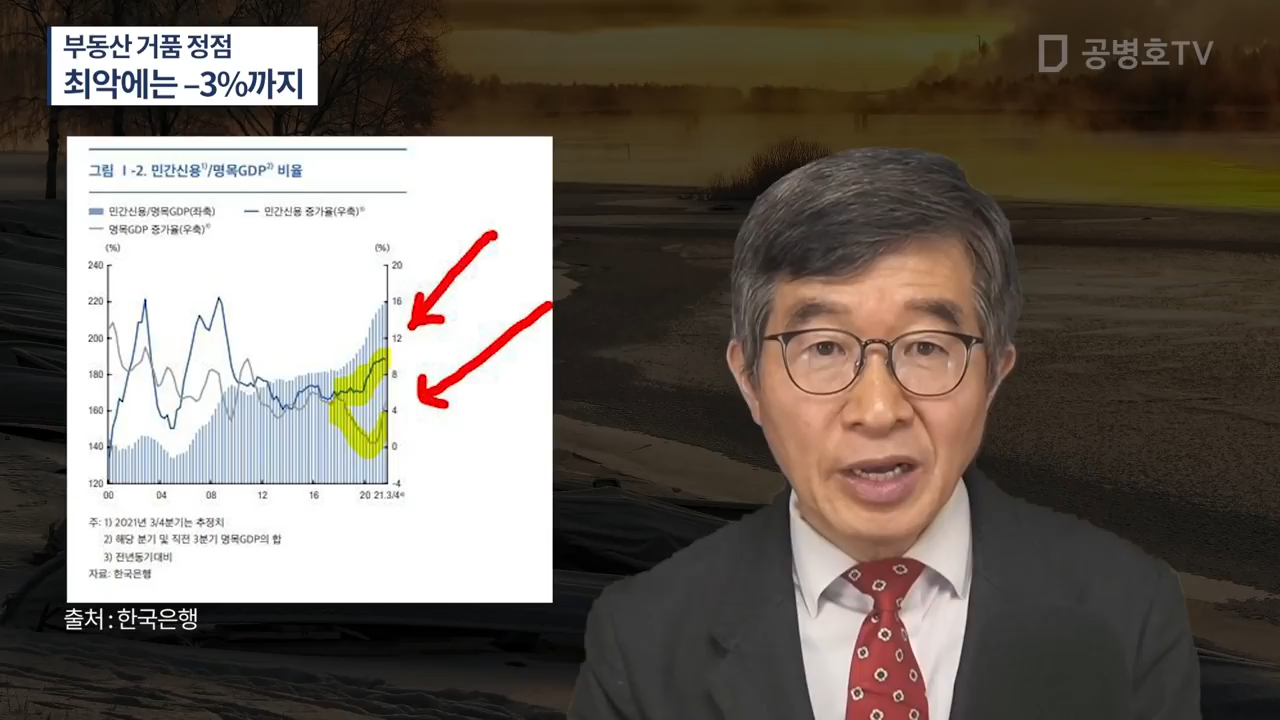 부동산 거품 정점
최악에는 –3%까지
공병호TV
그림 Ⅰ-2. 민간신용1)/명목GDP2) 비율
민간신용/명목GDP(좌축)
민간신용 증가율(우축)3)
명목GDP 증가율(우축)3)
(%) (%)
240 20
220 16
200 12
180 8
160 4
140 0
120 -4
00 04 08 12 16 20 21.3/4e)
주: 1) 2021년 3/4분기는 추정치
2) 해당 분기 및 직전 3분기 명목GDP의 합
3) 전년동기대비
자료: 한국은행
출처 : 한국은행